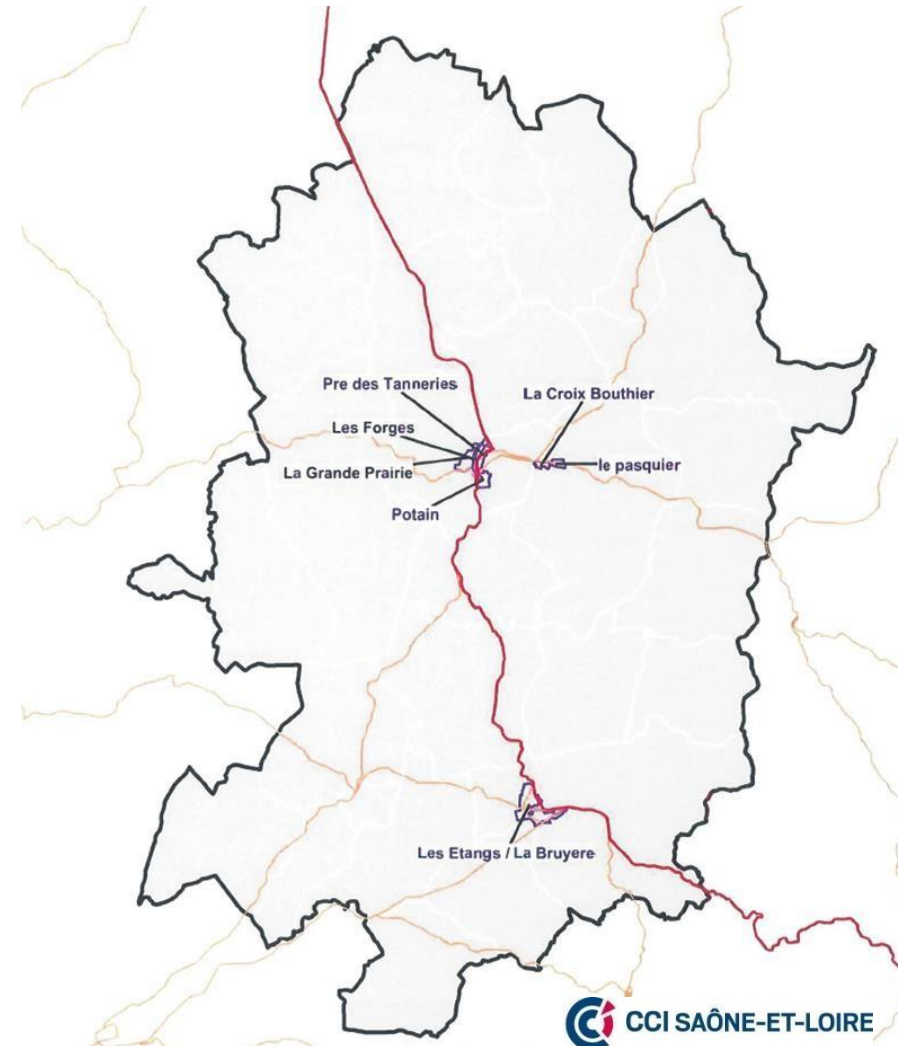 Pre des Tanneries
La Croix Bouthier
Les Forges
le pasquier
La Grande Prairie
Potain
Les Etangs / La Bruyere
CCI SAÔNE-ET-LOIRE